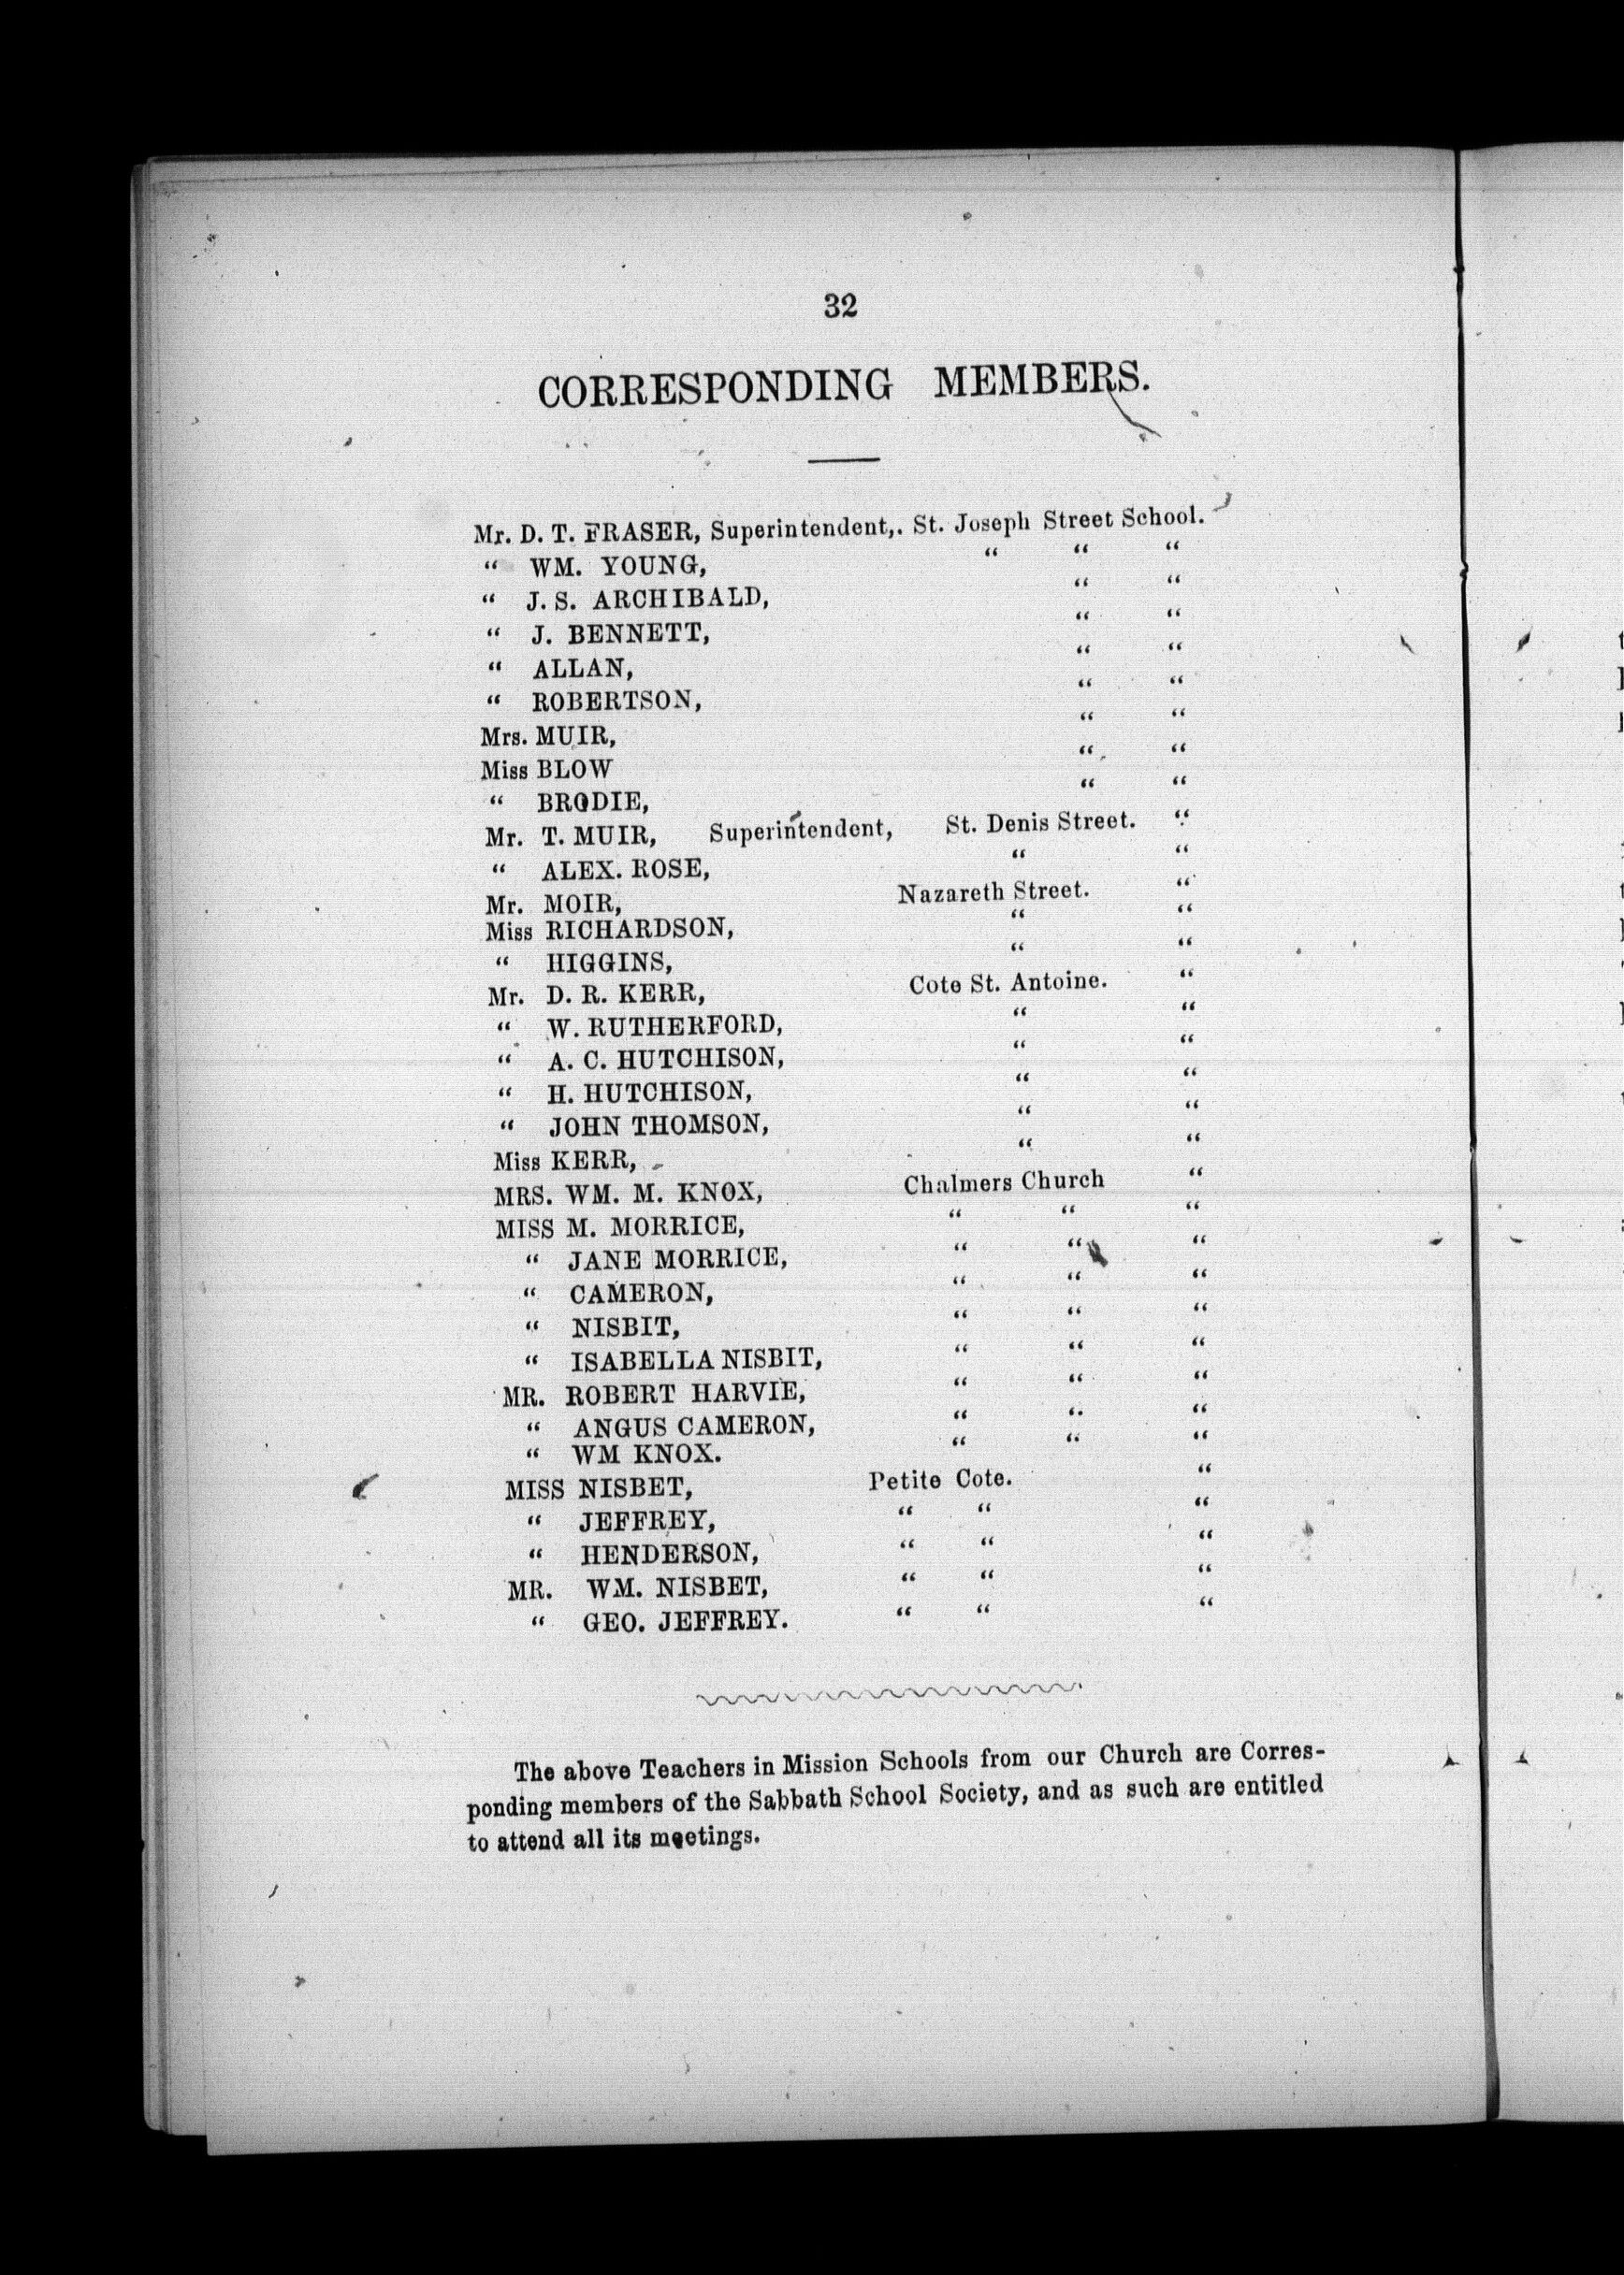 32
CORRESPONDING MEMBERS.
Mr. D. T. FRASER, Superintendent,. St. Joseph Street School.
“ WM. YOUNG, “ “ “
“ J. S. ARCHIBALD, “ “
“ J. BENNETT, “ “
“ ALLAN, “ “
“ ROBERTSON, “ “
Mrs. MUIR, “ “
Miss BLOW “ “
“ BRODIE, “ “
Mr. T. MUIR, Superintendent, St. Denis Street. “
“ ALEX. ROSE, “ “
Mr. MOIR, Nazareth Street. “
Miss RICHARDSON, “ “
“ HIGGINS, “ “
Mr. D. R. KERR, Cote St. Antoine. “
“ W. RUTHERFORD, “ “
“ A. C. HUTCHISON, “ “
“ H. HUTCHISON, “ “
“ JOHN THOMSON, “ “
Miss KERR, “ “
MRS. WM. M. KNOX, Chalmers Church “
MISS M. MORRICE, “ “ “
“ JANE MORRICE, “ “ “
“ CAMERON, “ “ “
“ NISBIT, “ “ “
“ ISABELLA NISBIT, “ “ “
MR. ROBERT HARVIE, “ “ “
“ ANGUS CAMERON, “ “ “
“ WM KNOX. “ “ “
MISS NISBET, Petite Cote. “
“ JEFFREY, “ “ “
“ HENDERSON, “ “ “
MR. WM. NISBET, “ “ “
“ GEO. JEFFREY. “ “ “
The above Teachers in Mission Schools from our Church are Corres-
ponding members of the Sabbath School Society, and as such are entitled
to attend all its meetings.